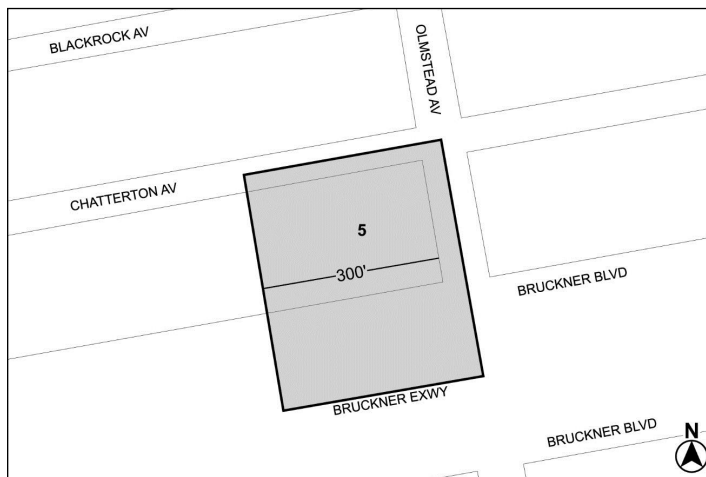 BLACKROCK AV
OLMSTEAD AV
CHATTERTON AV
5
300'
BRUCKNER BLVD
BRUCKNER EXWY
BRUCKNER BLVD
N